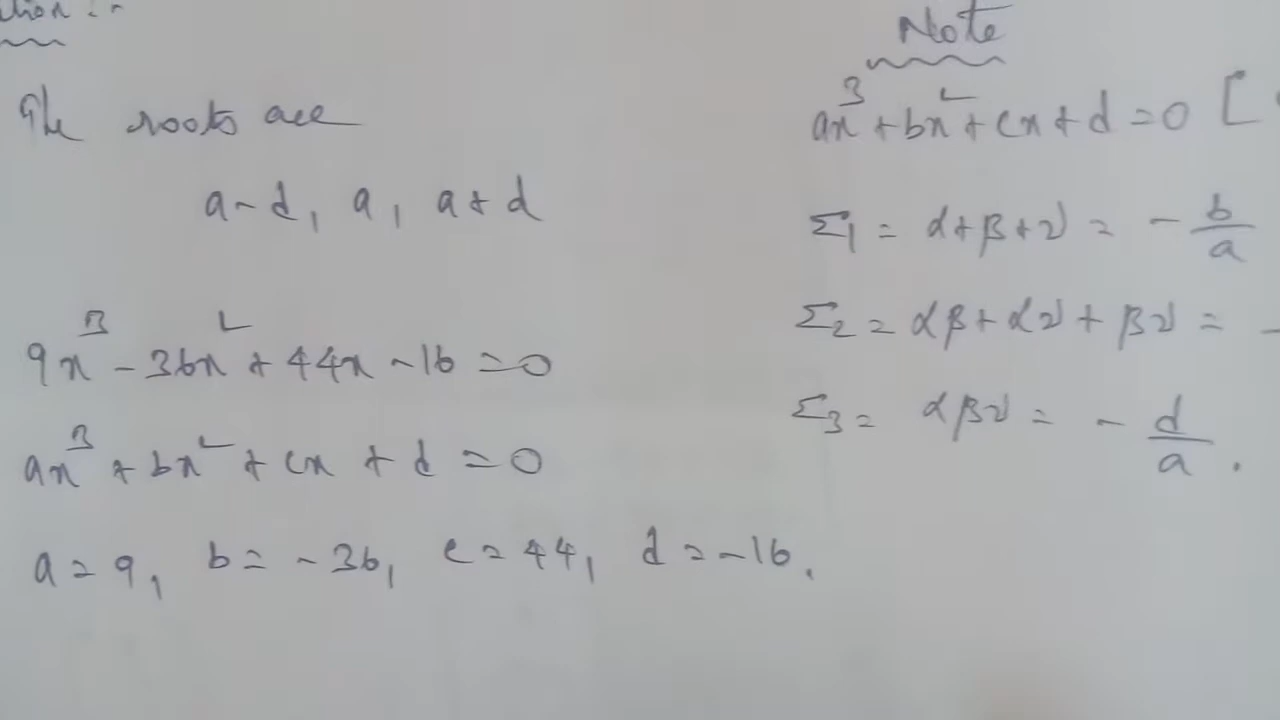 The roots are
a-d, a, a+d
9x³ - 36x² + 44x - 16 = 0
ax³ + bx² + cx + d = 0
a = 9, b = -36, c = 44, d = -16.
Note
ax³ + bx² + cx + d = 0 [
Σ1 = α+β+γ = - b/a
Σ2 = αβ + αγ + βγ =
Σ3 = αβγ = - d/a .